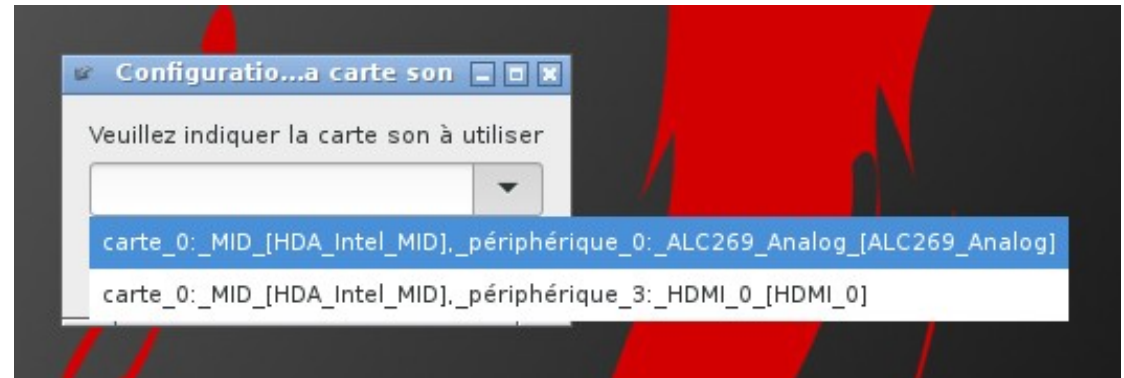 Configuratio...a carte son
Veuillez indiquer la carte son à utiliser
carte_0:_MID_[HDA_Intel_MID],_périphérique_0:_ALC269_Analog_[ALC269_Analog]
carte_0:_MID_[HDA_Intel_MID],_périphérique_3:_HDMI_0_[HDMI_0]